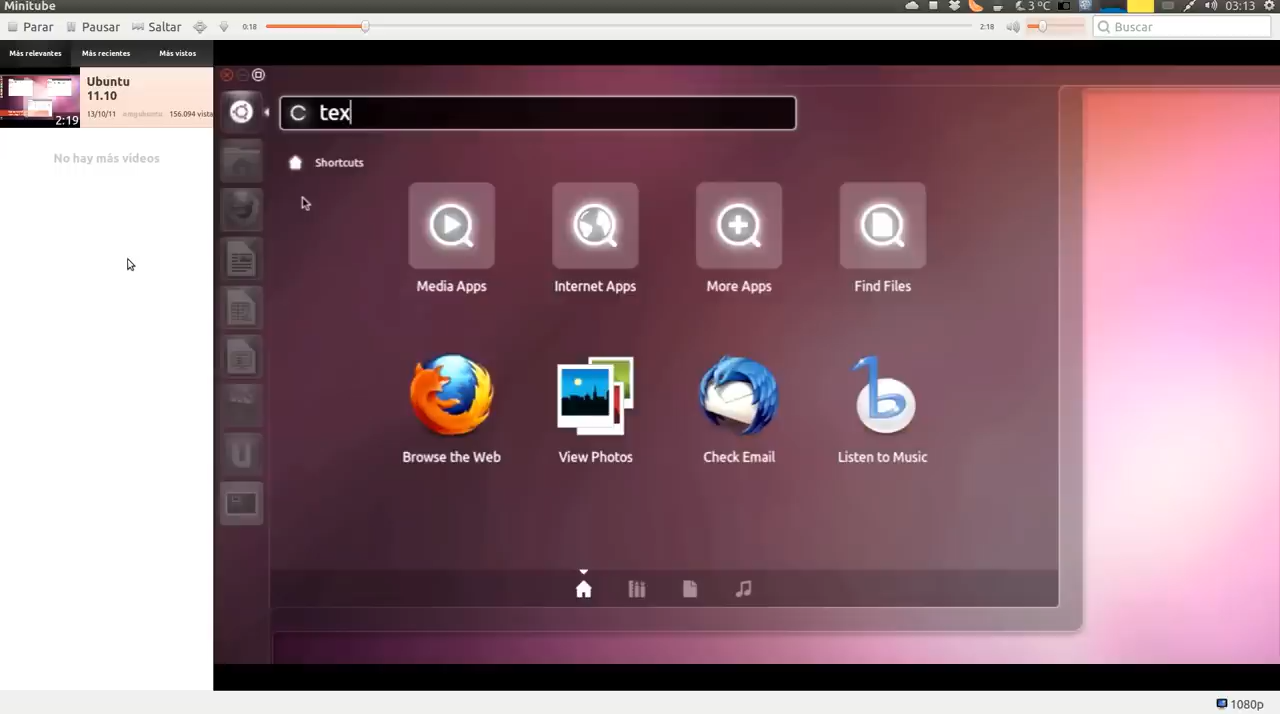 Minitube
3 °C
03:13
Parar
Pausar
Saltar
0:18
2:18
Buscar
Más relevantes
Más recientes
Más vistos
Ubuntu
11.10
2:19
13/10/11 omgubuntu 156.094 vista
No hay más vídeos
tex
Shortcuts
Media Apps
Internet Apps
More Apps
Find Files
Browse the Web
View Photos
Check Email
Listen to Music
1080p